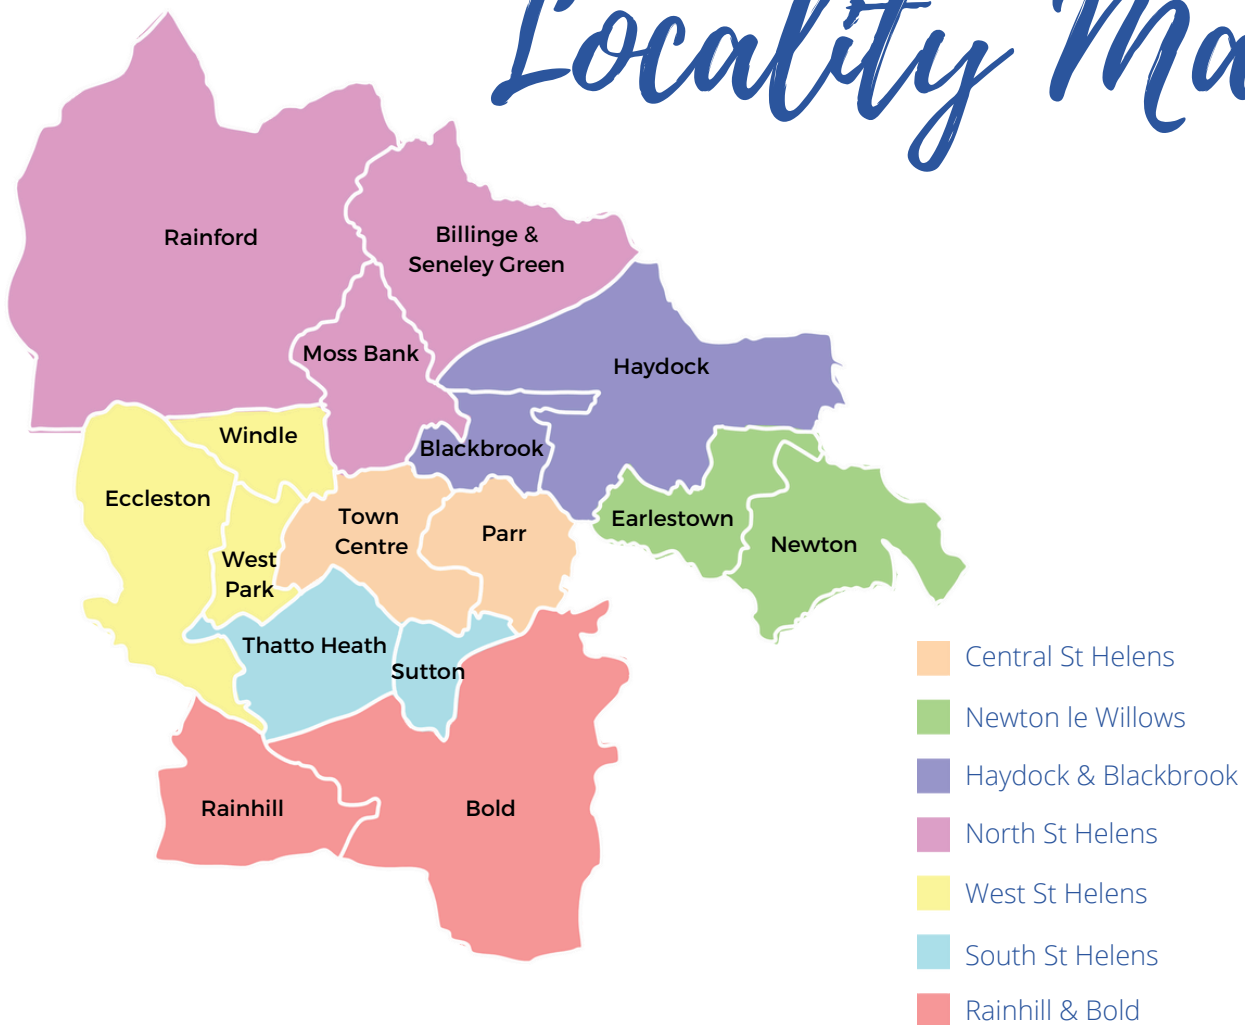 Locality Ma
Rainford
Billinge &
Seneley Green
Moss Bank
Haydock
Windle
Blackbrook
Eccleston
Town
Centre
Parr
Earlestown
Newton
West
Park
Thatto Heath
Sutton
Rainhill
Bold
Central St Helens
Newton le Willows
Haydock & Blackbrook
North St Helens
West St Helens
South St Helens
Rainhill & Bold